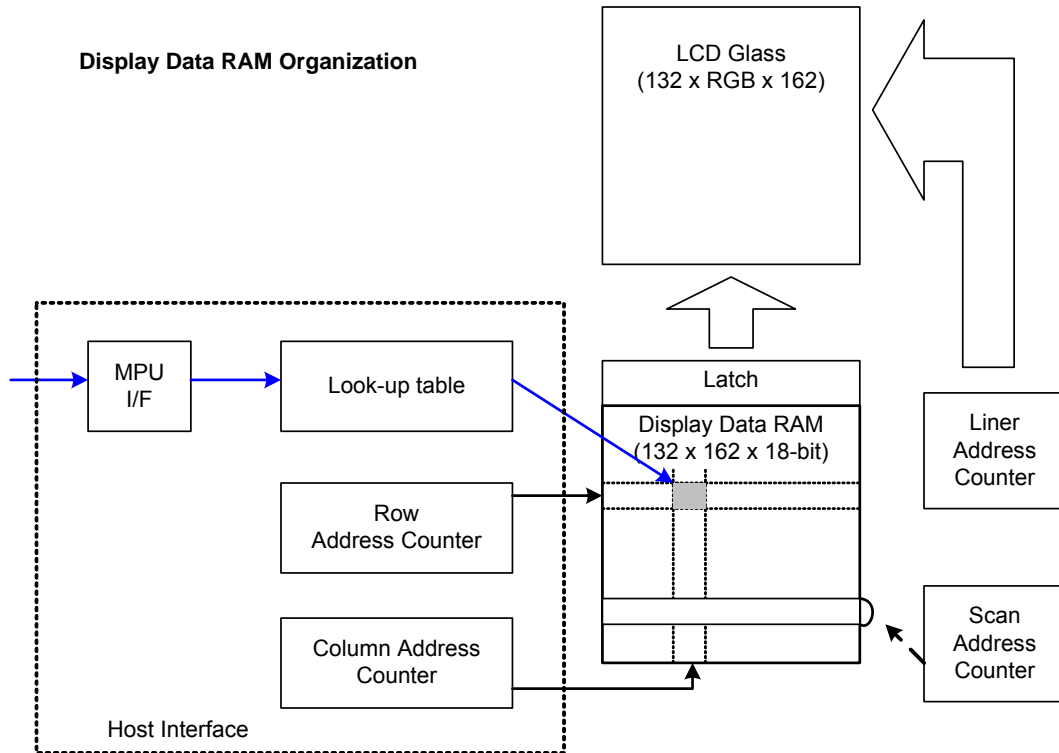 Display Data RAM Organization
LCD Glass
(132 x RGB x 162)
MPU
I/F
Look-up table
Latch
Display Data RAM
(132 x 162 x 18-bit)
Liner
Address
Counter
Row
Address Counter
Scan
Address
Counter
Column Address
Counter
Host Interface